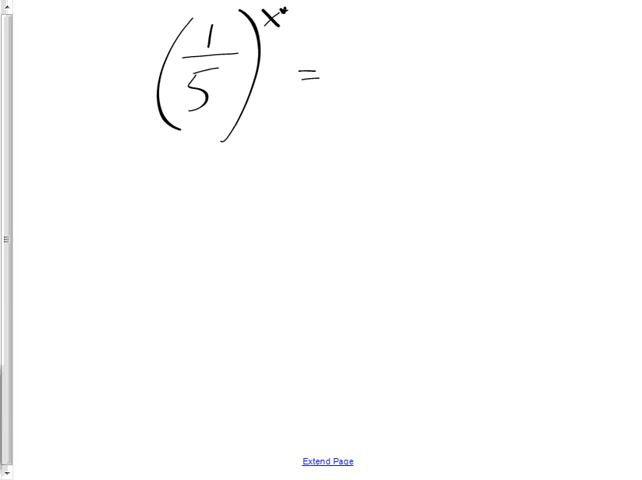 (1/5)^x =
Extend Page